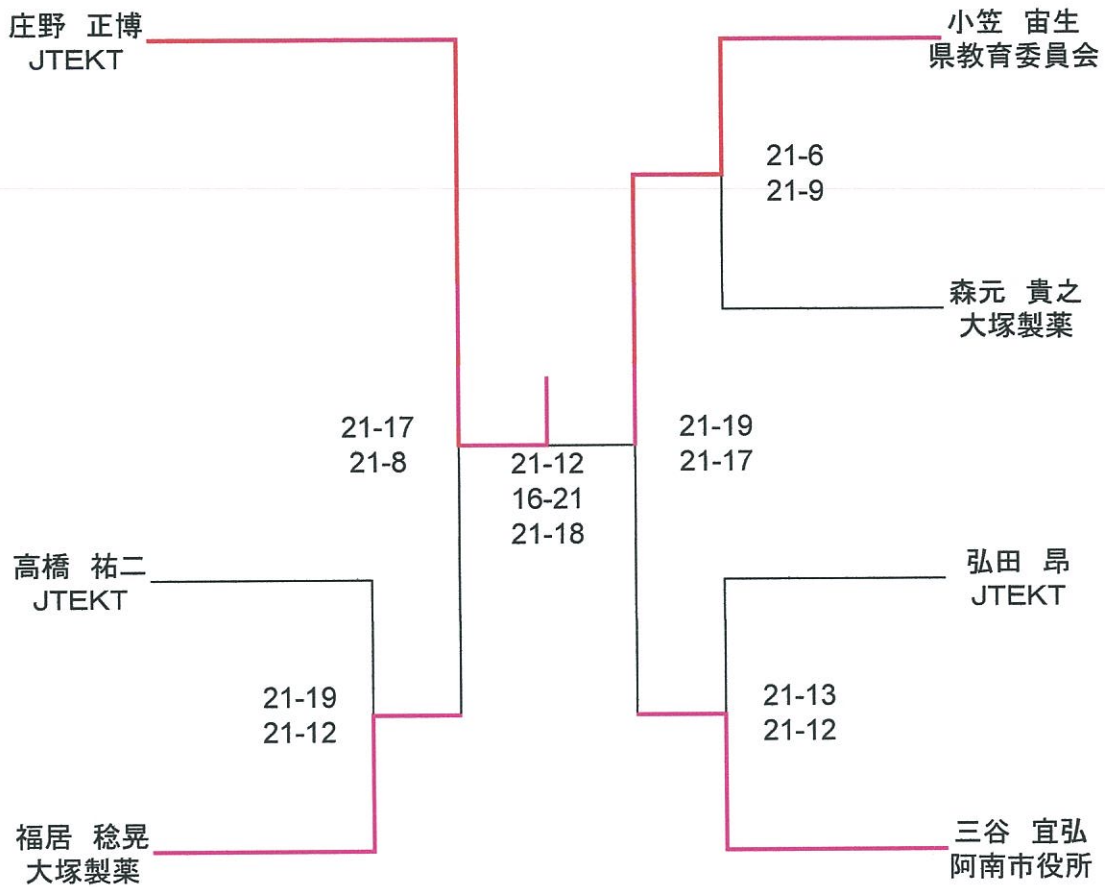 庄野 正博
JTEKT
小笠 宙生
県教育委員会
21-6
21-9
森元 貴之
大塚製薬
21-17
21-8
21-12
16-21
21-18
21-19
21-17
高橋 祐二
JTEKT
弘田 昂
JTEKT
21-19
21-12
21-13
21-12
福居 稔晃
大塚製薬
三谷 宜弘
阿南市役所